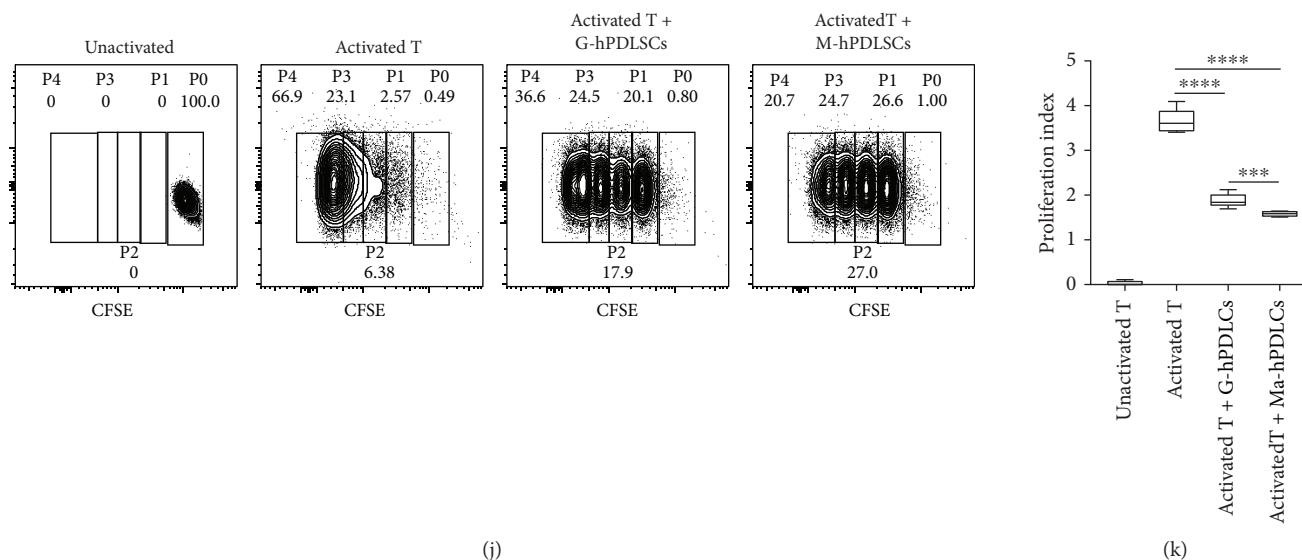 Unactivated
P4 P3 P1 P0
0 0 0 100.0
P2
0
CFSE
Activated T
P4 P3 P1 P0
66.9 23.1 2.57 0.49
P2
6.38
CFSE
Activated T +
G-hPDLSCs
P4 P3 P1 P0
36.6 24.5 20.1 0.80
P2
17.9
CFSE
ActivatedT +
M-hPDLSCs
P4 P3 P1 P0
20.7 24.7 26.6 1.00
P2
27.0
CFSE
(j)
Proliferation index
5
4
3
2
1
0
****
****
***
Unactivated T
Activated T
Activated T + G-hPDLCs
ActivatedT + Ma-hPDLCs
(k)